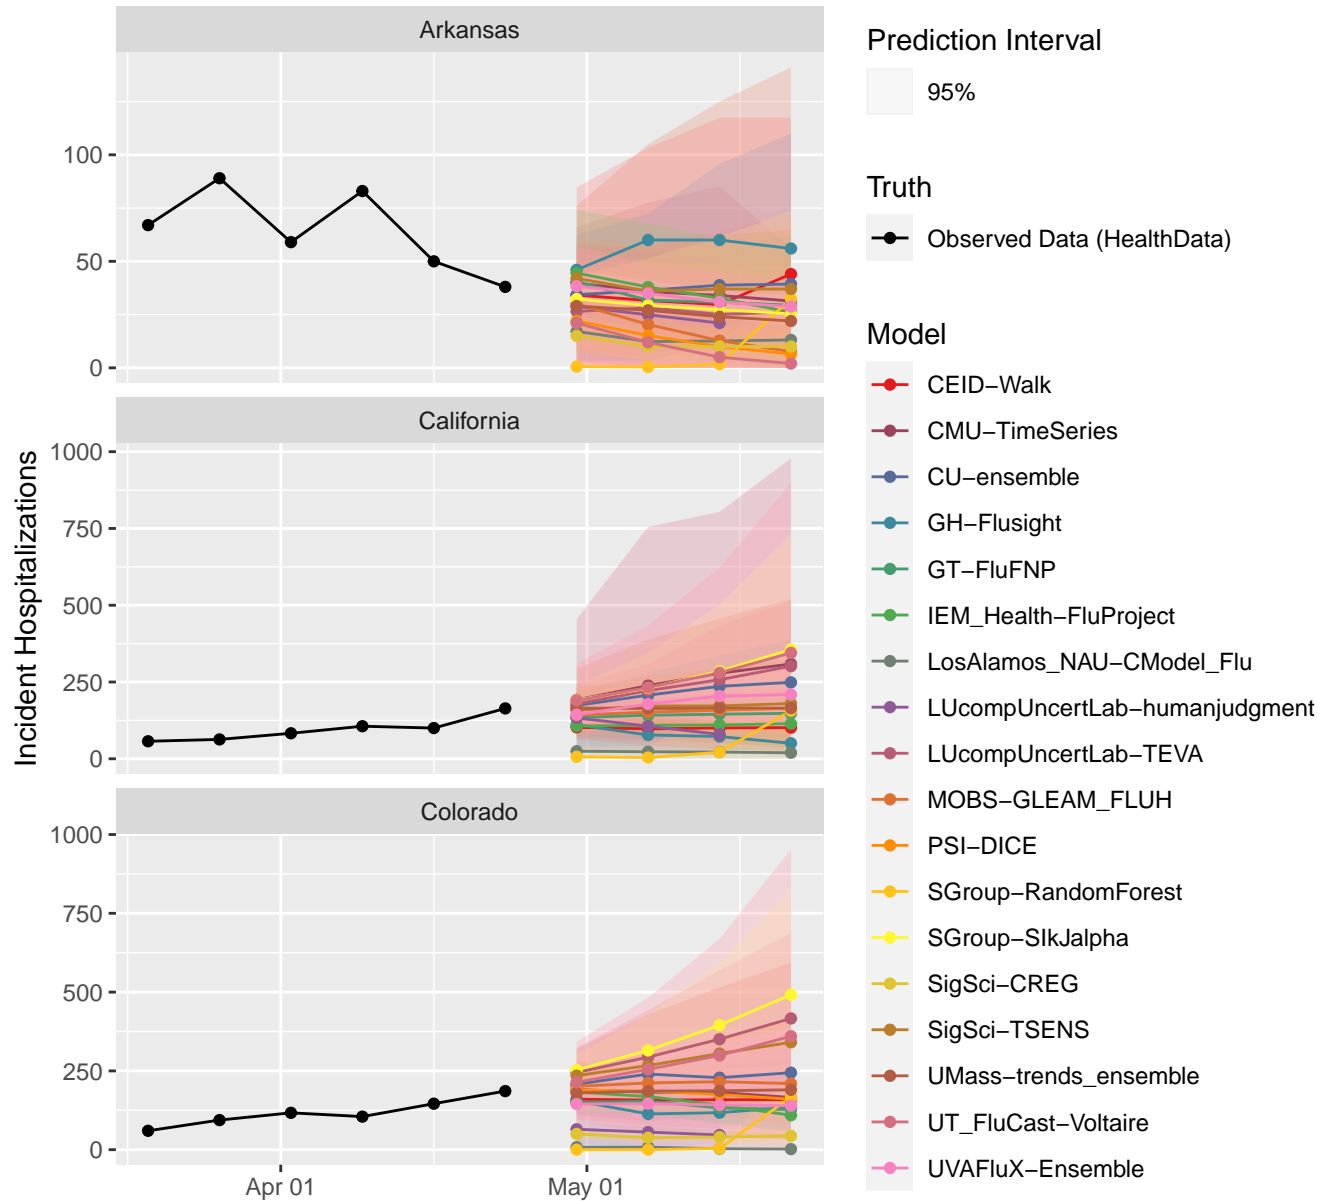 Arkansas
100
50
0
California
1000
750
500
250
0
Colorado
1000
750
500
250
0
Apr 01
May 01
Incident Hospitalizations
Prediction Interval
95%
Truth
Observed Data (HealthData)
Model
CEID−Walk
CMU−TimeSeries
CU−ensemble
GH−Flusight
GT−FluFNP
IEM_Health−FluProject
LosAlamos_NAU−CModel_Flu
LUcompUncertLab−humanjudgment
LUcompUncertLab−TEVA
MOBS−GLEAM_FLUH
PSI−DICE
SGroup−RandomForest
SGroup−SIkJalpha
SigSci−CREG
SigSci−TSENS
UMass−trends_ensemble
UT_FluCast−Voltaire
UVAFluX−Ensemble